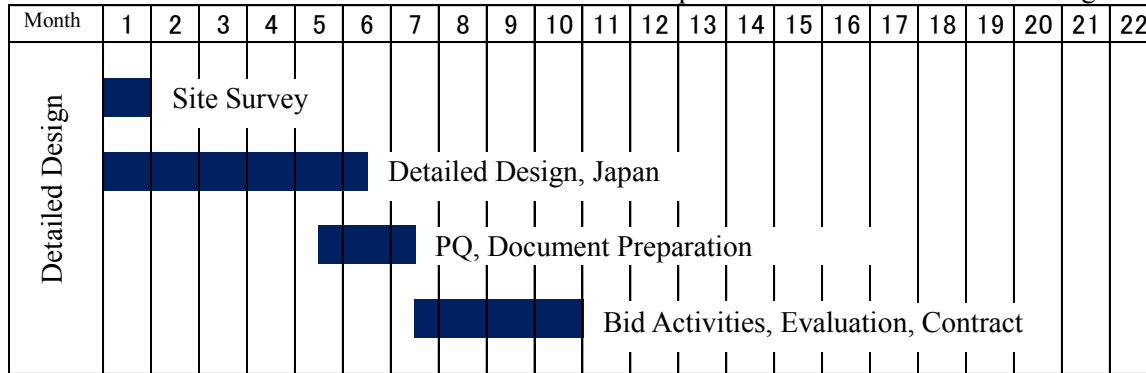 Month 1 2 3 4 5 6 7 8 9 10 11 12 13 14 15 16 17 18 19 20 21 22
Detailed Design
Site Survey
Detailed Design, Japan
PQ, Document Preparation
Bid Activities, Evaluation, Contract